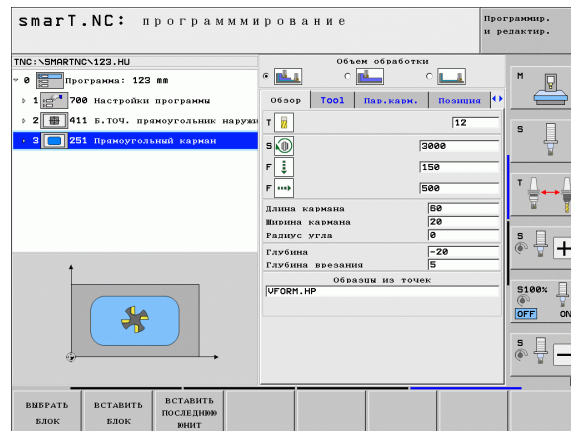 smarT.NC: программмирование
Программир.
и редактир.
TNC:\SMARTNC\123.HU
0 Программа: 123 mm
1 700 Настройки программы
2 411 Б.ТОЧ. прямоугольник наружн
3 251 Прямоугольный карман
Объем обработки
Обзор Tool Пар.карм. Позиция
T 12
S 3000
F 150
F 500
Длина кармана 60
Ширина кармана 20
Радиус угла 0
Глубина -20
Глубина врезания 5
Образцы из точек
VFORM.HP
M
S
T
S
S100%
OFF ON
S
ВЫБРАТЬ
БЛОК
ВСТАВИТЬ
БЛОК
ВСТАВИТЬ
ПОСЛЕДНЮЮ
ЮНИТ